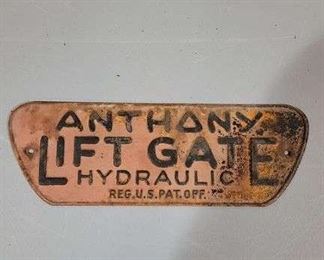 ANTHONY
LIFT GATE
HYDRAULIC
REG. U.S. PAT. OFF.